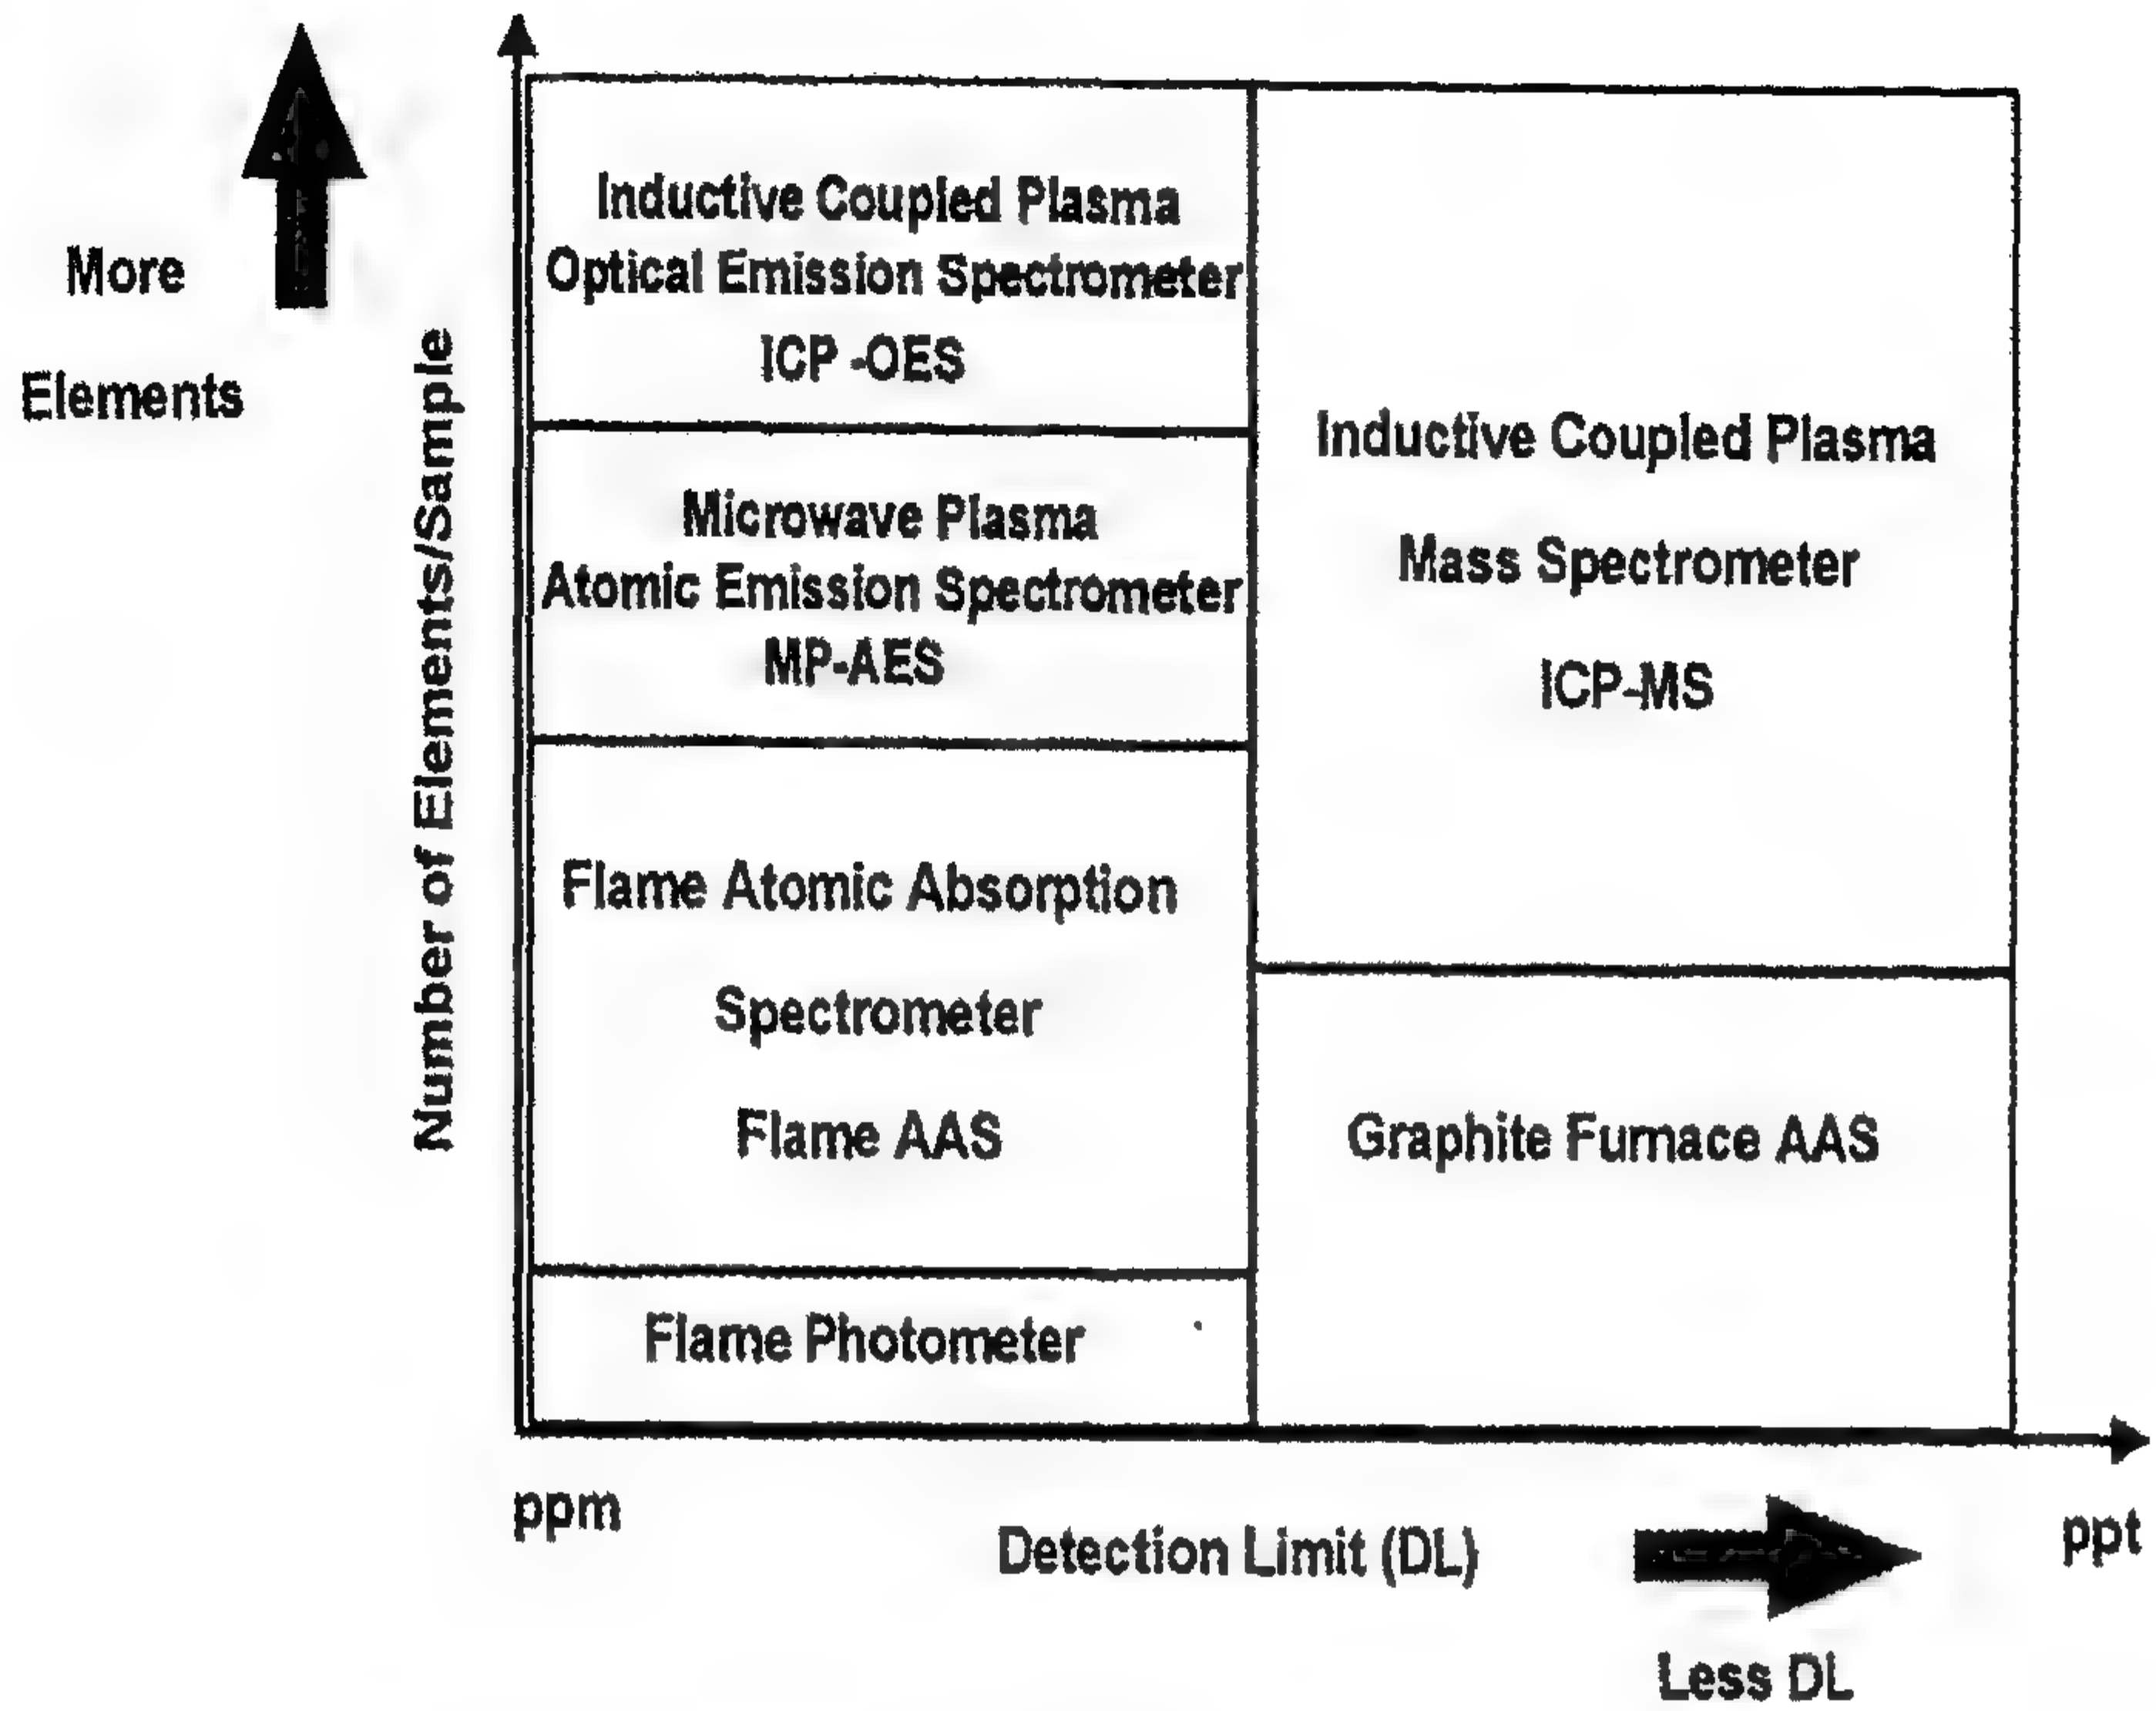 More
Elements
Number of Elements/Sample
Inductive Coupled Plasma
Optical Emission Spectrometer
ICP -OES
Microwave Plasma
Atomic Emission Spectrometer
MP-AES
Flame Atomic Absorption
Spectrometer
Flame AAS
Flame Photometer
Inductive Coupled Plasma
Mass Spectrometer
ICP-MS
Graphite Furnace AAS
ppm
Detection Limit (DL)
ppt
Less DL